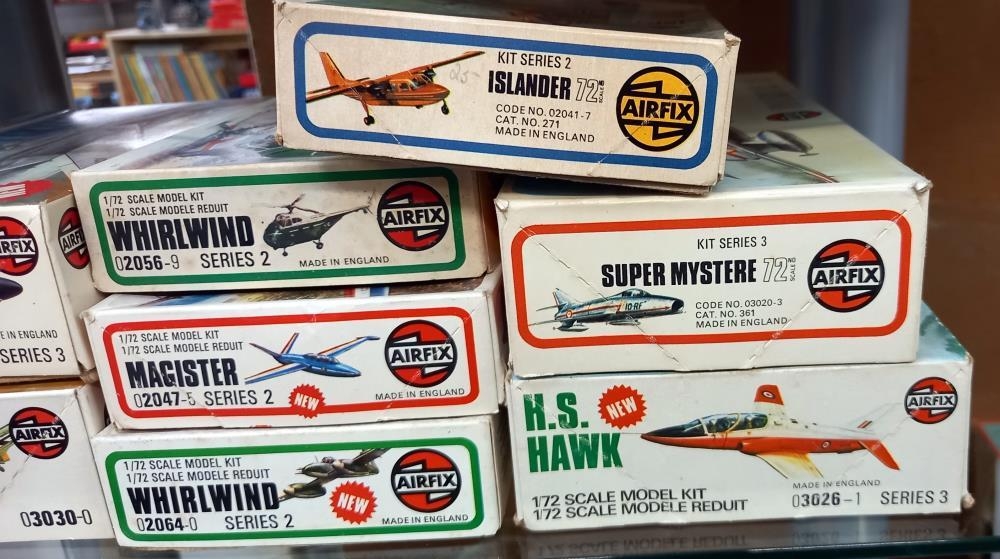 KIT SERIES 2
ISLANDER 72ND SCALE
CODE NO. 02041-7
CAT. NO. 271
MADE IN ENGLAND
AIRFIX
1/72 SCALE MODEL KIT
1/72 SCALE MODELE REDUIT
WHIRLWIND
02056-9 SERIES 2
MADE IN ENGLAND
AIRFIX
KIT SERIES 3
SUPER MYSTERE 72ND SCALE
CODE NO. 03020-3
CAT. NO. 361
MADE IN ENGLAND
10-RF
AIRFIX
1/72 SCALE MODEL KIT
1/72 SCALE MODELE REDUIT
MAGISTER
02047-5 SERIES 2
NEW
MADE IN ENGLAND
AIRFIX
H.S.
HAWK
NEW
1/72 SCALE MODEL KIT
1/72 SCALE MODELE REDUIT
MADE IN ENGLAND
03026-1 SERIES 3
AIRFIX
1/72 SCALE MODEL KIT
1/72 SCALE MODELE REDUIT
WHIRLWIND
02064-0 SERIES 2
NEW
MADE IN ENGLAND
AIRFIX
IN ENGLAND
SERIES 3
AIRFIX
03030-0